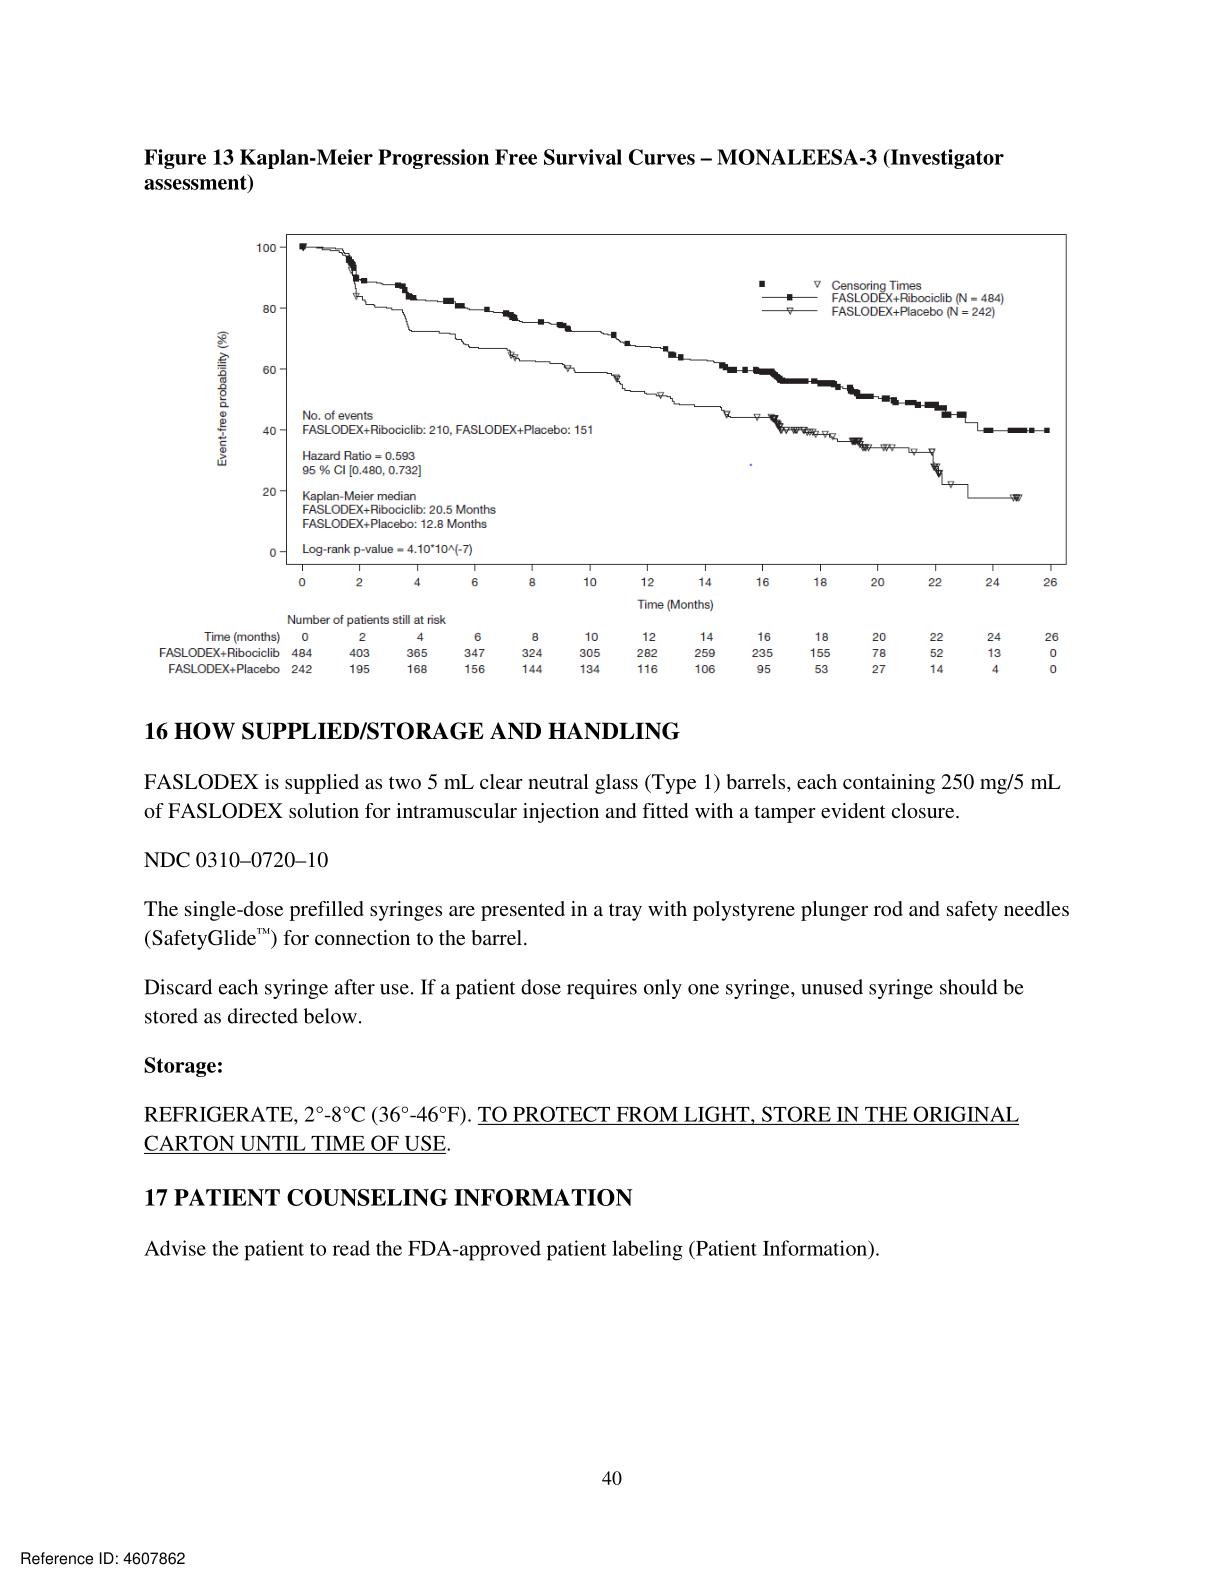 Figure 13 Kaplan-Meier Progression Free Survival Curves – MONALEESA-3 (Investigator
assessment)
100
80
60
40
20
0
Event-free probability (%)
Censoring Times
FASLODEX+Ribociclib (N = 484)
FASLODEX+Placebo (N = 242)
No. of events
FASLODEX+Ribociclib: 210, FASLODEX+Placebo: 151
Hazard Ratio = 0.593
95 % CI [0.480, 0.732]
Kaplan-Meier median
FASLODEX+Ribociclib: 20.5 Months
FASLODEX+Placebo: 12.8 Months
Log-rank p-value = 4.10*10^(-7)
0 2 4 6 8 10 12 14 16 18 20 22 24 26
Time (Months)
Number of patients still at risk
Time (months) 0 2 4 6 8 10 12 14 16 18 20 22 24 26
FASLODEX+Ribociclib 484 403 365 347 324 305 282 259 235 155 78 52 13 0
FASLODEX+Placebo 242 195 168 156 144 134 116 106 95 53 27 14 4 0
16 HOW SUPPLIED/STORAGE AND HANDLING
FASLODEX is supplied as two 5 mL clear neutral glass (Type 1) barrels, each containing 250 mg/5 mL
of FASLODEX solution for intramuscular injection and fitted with a tamper evident closure.
NDC 0310–0720–10
The single-dose prefilled syringes are presented in a tray with polystyrene plunger rod and safety needles
(SafetyGlide™) for connection to the barrel.
Discard each syringe after use. If a patient dose requires only one syringe, unused syringe should be
stored as directed below.
Storage:
REFRIGERATE, 2°-8°C (36°-46°F). TO PROTECT FROM LIGHT, STORE IN THE ORIGINAL
CARTON UNTIL TIME OF USE.
17 PATIENT COUNSELING INFORMATION
Advise the patient to read the FDA-approved patient labeling (Patient Information).
40
Reference ID: 4607862